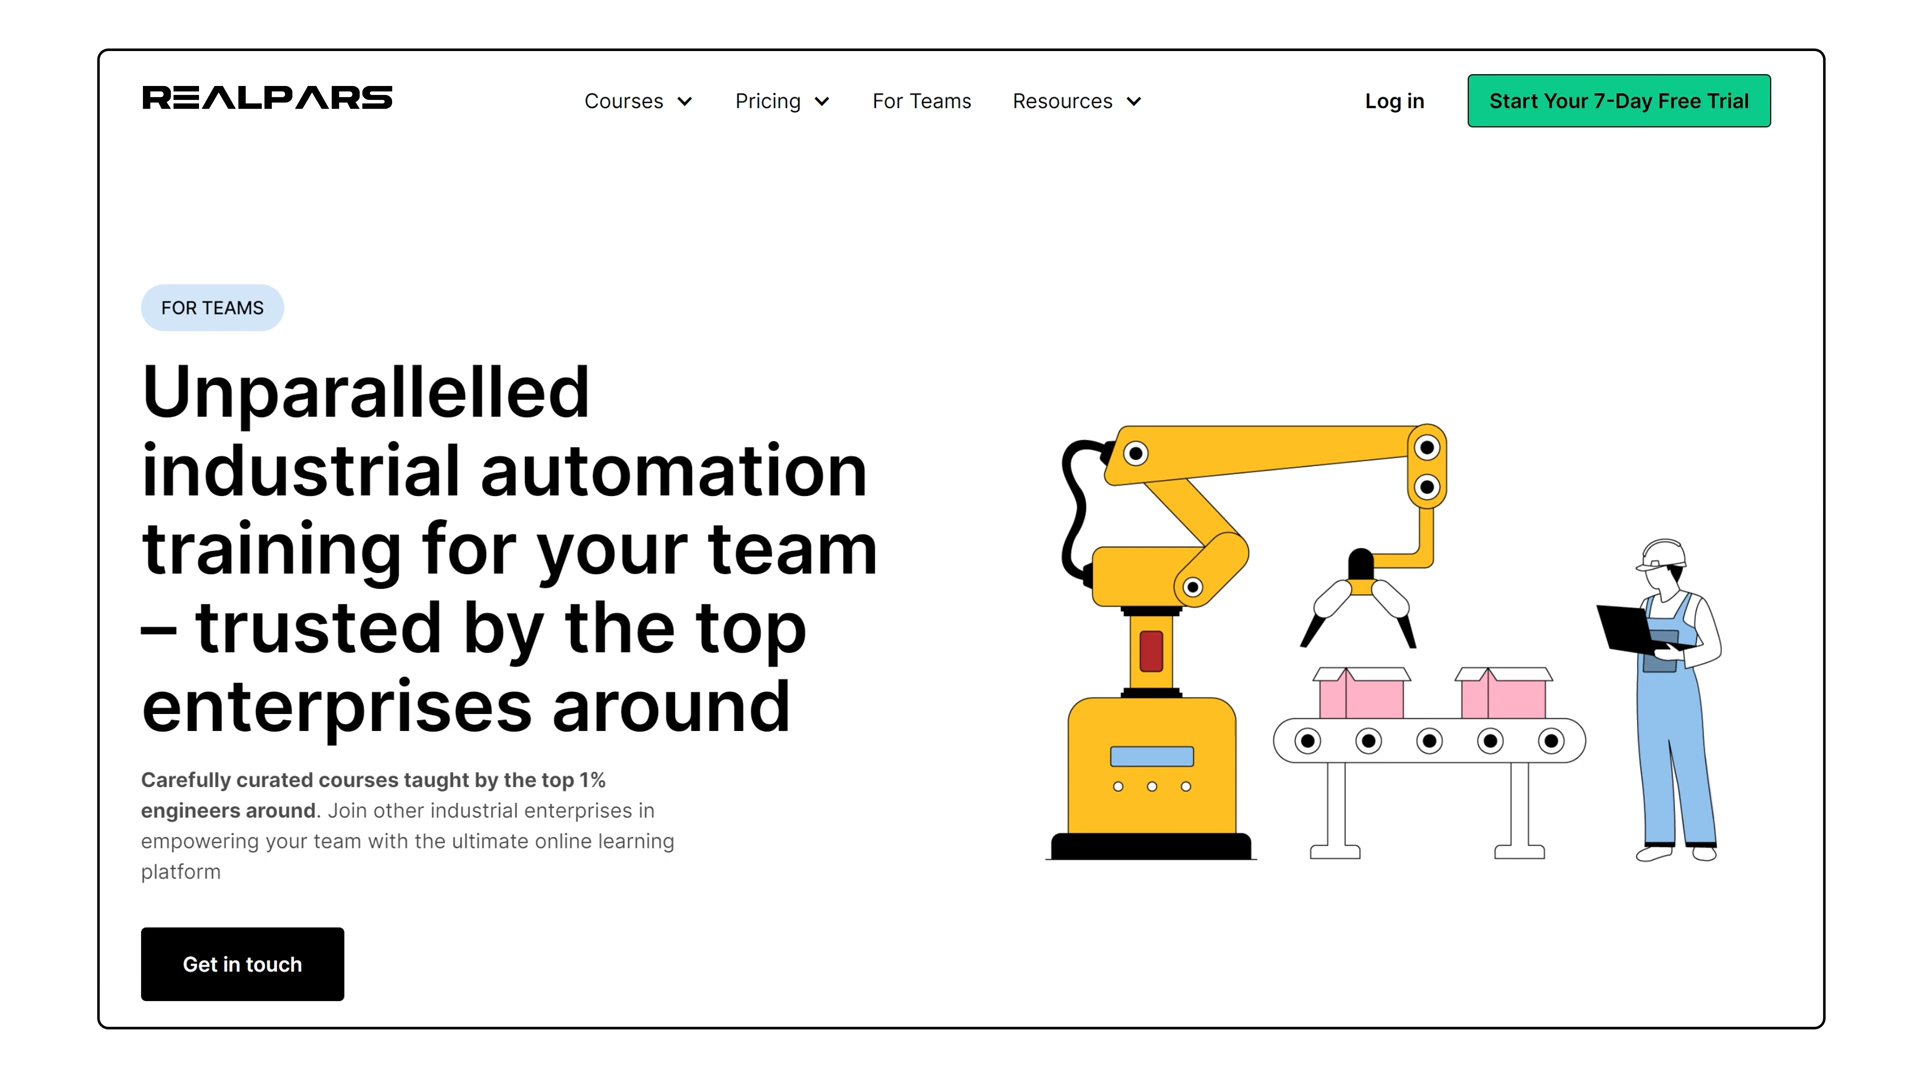 REALPARS
Courses
Pricing
For Teams
Resources
Log in
Start Your 7-Day Free Trial
FOR TEAMS
Unparallelled
industrial automation
training for your team
– trusted by the top
enterprises around
Carefully curated courses taught by the top 1%
engineers around. Join other industrial enterprises in
empowering your team with the ultimate online learning
platform
Get in touch